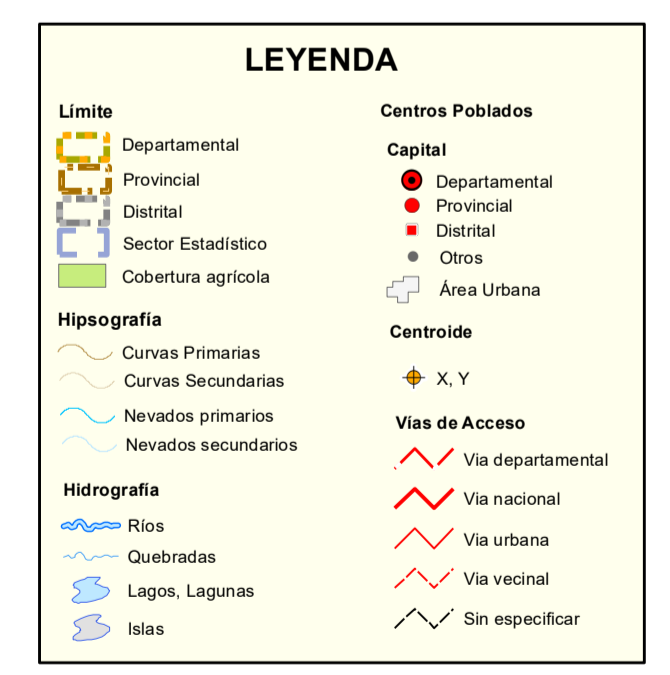 LEYENDA
Límite
Departamental
Provincial
Distrital
Sector Estadístico
Cobertura agrícola
Hipsografía
Curvas Primarias
Curvas Secundarias
Nevados primarios
Nevados secundarios
Hidrografía
Ríos
Quebradas
Lagos, Lagunas
Islas
Centros Poblados
Capital
Departamental
Provincial
Distrital
Otros
Área Urbana
Centroide
X, Y
Vías de Acceso
Via departamental
Via nacional
Via urbana
Via vecinal
Sin especificar